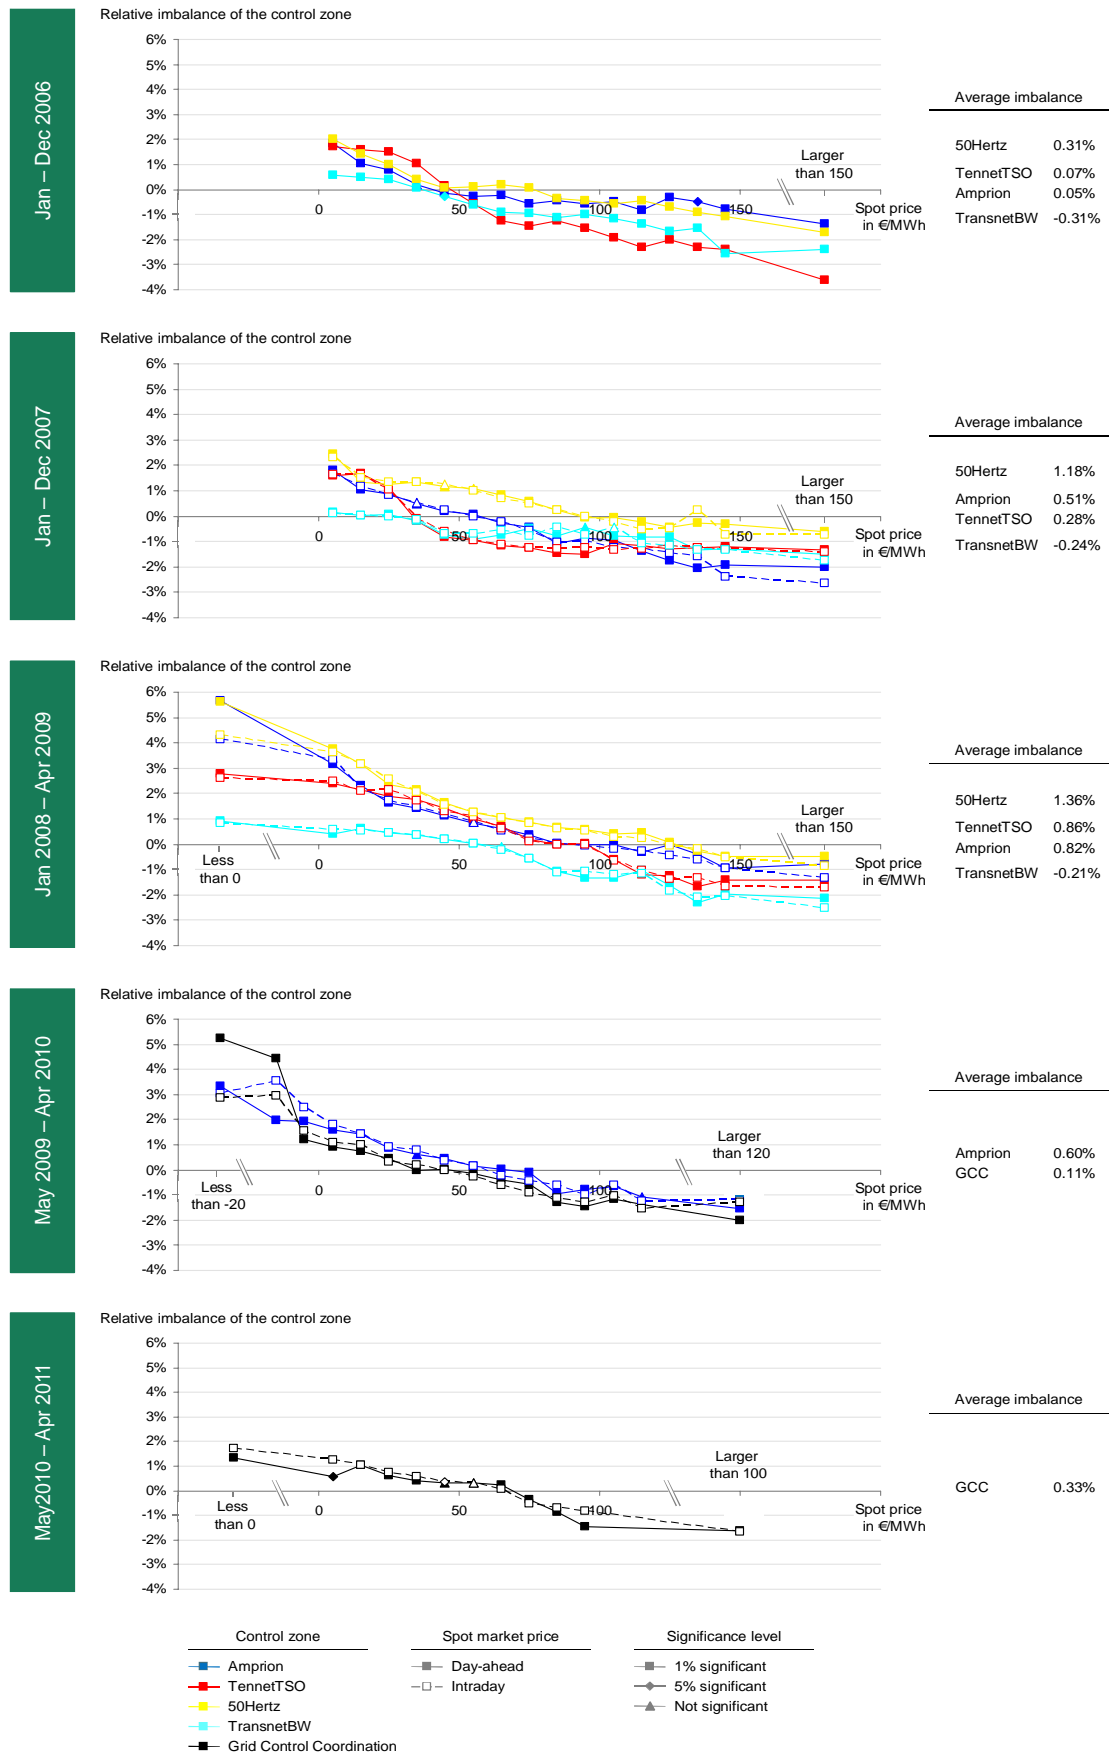 Jan – Dec 2006
Relative imbalance of the control zone
6%
5%
4%
3%
2%
1%
0%
-1%
-2%
-3%
-4%
0
50
100
150
Larger
than 150
Spot price
in €/MWh
Average imbalance
50Hertz 0.31%
TennetTSO 0.07%
Amprion 0.05%
TransnetBW -0.31%
Jan – Dec 2007
Relative imbalance of the control zone
6%
5%
4%
3%
2%
1%
0%
-1%
-2%
-3%
-4%
0
50
100
150
Larger
than 150
Spot price
in €/MWh
Average imbalance
50Hertz 1.18%
Amprion 0.51%
TennetTSO 0.28%
TransnetBW -0.24%
Jan 2008 – Apr 2009
Relative imbalance of the control zone
6%
5%
4%
3%
2%
1%
0%
-1%
-2%
-3%
-4%
Less
than 0
0
50
100
150
Larger
than 150
Spot price
in €/MWh
Average imbalance
50Hertz 1.36%
TennetTSO 0.86%
Amprion 0.82%
TransnetBW -0.21%
May 2009 – Apr 2010
Relative imbalance of the control zone
6%
5%
4%
3%
2%
1%
0%
-1%
-2%
-3%
-4%
Less
than -20
0
50
100
Larger
than 120
Spot price
in €/MWh
Average imbalance
Amprion 0.60%
GCC 0.11%
May2010 – Apr 2011
Relative imbalance of the control zone
6%
5%
4%
3%
2%
1%
0%
-1%
-2%
-3%
-4%
Less
than 0
0
50
100
Larger
than 100
Spot price
in €/MWh
Average imbalance
GCC 0.33%
Control zone
Amprion
TennetTSO
50Hertz
TransnetBW
Grid Control Coordination
Spot market price
Day-ahead
Intraday
Significance level
1% significant
5% significant
Not significant